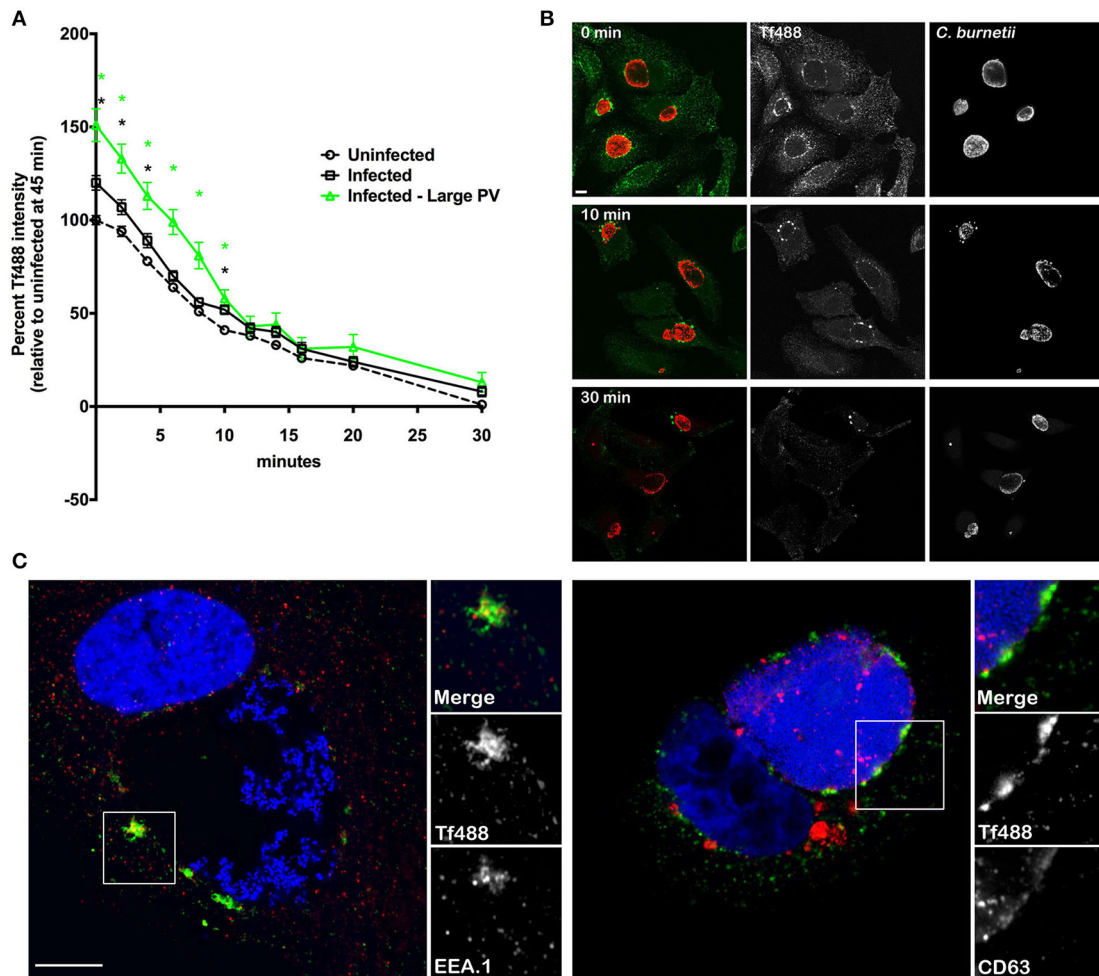 A
Percent Tf488 intensity
(relative to uninfected at 45 min)
200
150
100
50
0
-50
* * * * * *
* * * *
Uninfected
Infected
Infected - Large PV
5 10 15 20 25 30
minutes
B
0 min Tf488 C. burnetii
10 min
30 min
C
Merge
Tf488
EEA.1
Merge
Tf488
CD63